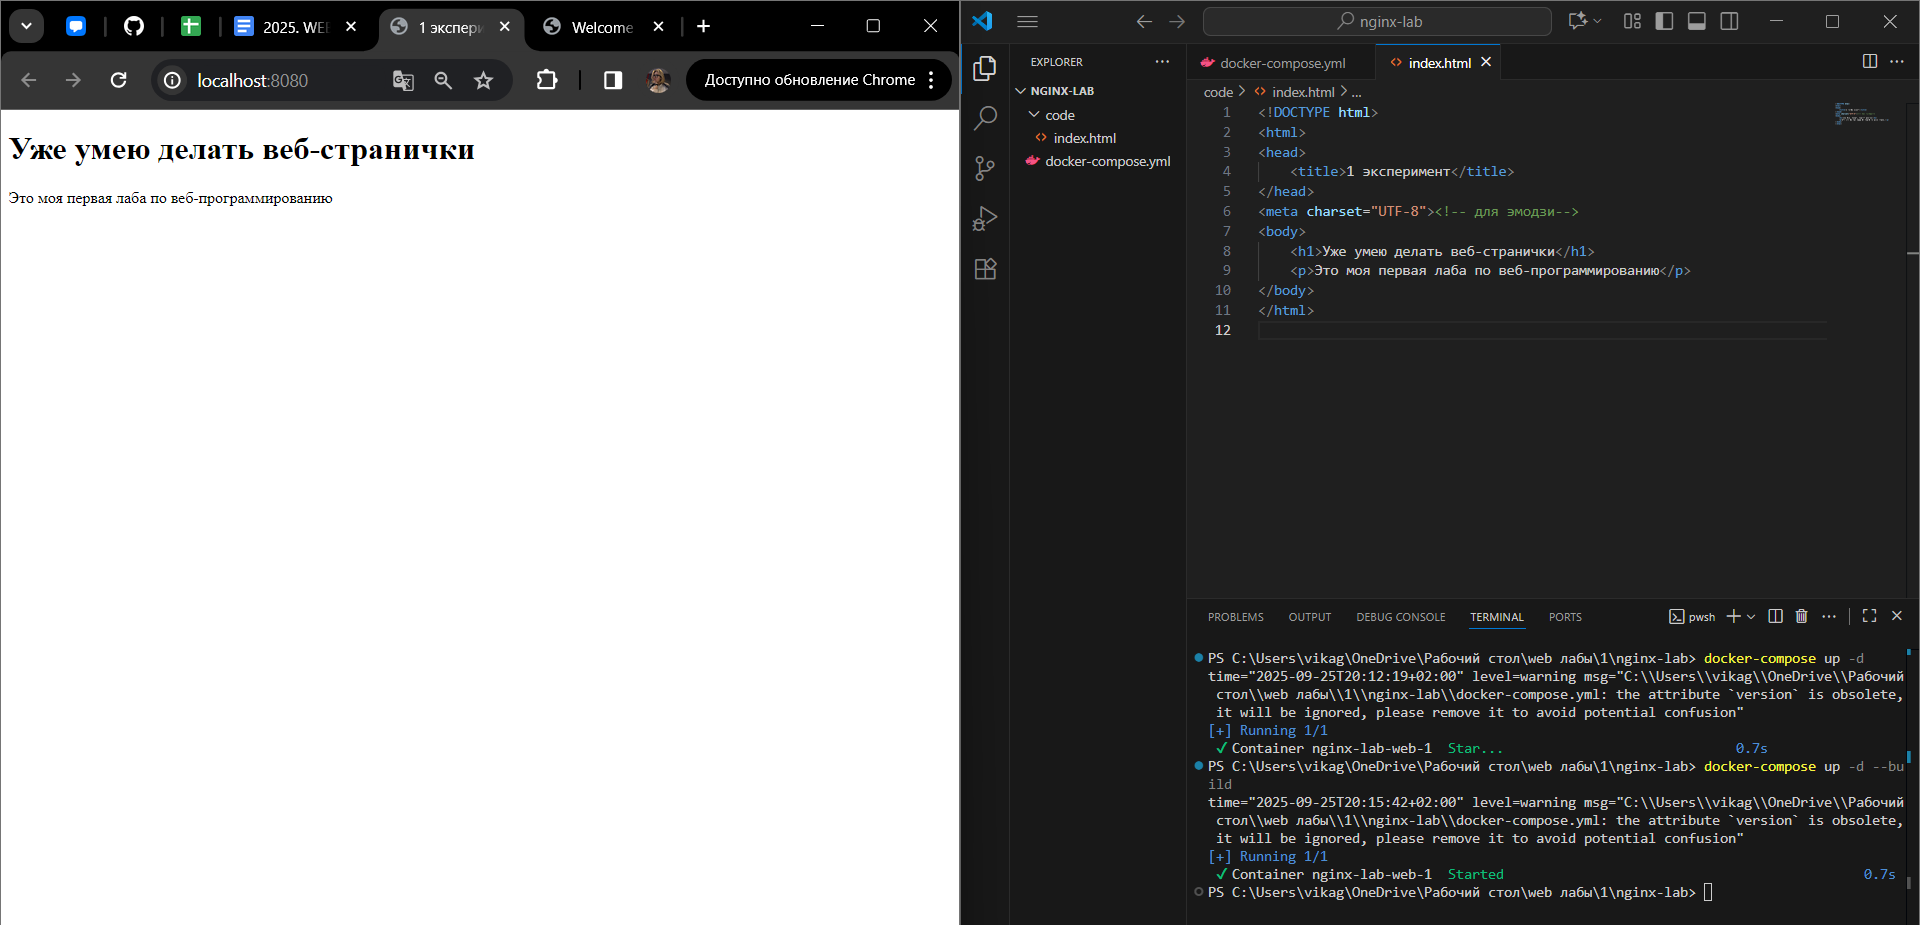 2025. WEB
1 экспери
Welcome
localhost:8080
Доступно обновление Chrome
Уже умею делать веб-странички
Это моя первая лаба по веб-программированию
nginx-lab
EXPLORER
NGINX-LAB
code
index.html
docker-compose.yml
docker-compose.yml
index.html
code > index.html > ...
1 <!DOCTYPE html>
2 <html>
3 <head>
4 <title>1 эксперимент</title>
5 </head>
6 <meta charset="UTF-8"><!-- для эмодзи-->
7 <body>
8 <h1>Уже умею делать веб-странички</h1>
9 <p>Это моя первая лаба по веб-программированию</p>
10 </body>
11 </html>
12
PROBLEMS OUTPUT DEBUG CONSOLE TERMINAL PORTS
pwsh
PS C:\Users\vikag\OneDrive\Рабочий стол\web лабы\1\nginx-lab> docker-compose up -d
time="2025-09-25T20:12:19+02:00" level=warning msg="C:\\Users\\vikag\\OneDrive\\Рабочий
стол\\web лабы\\1\\nginx-lab\\docker-compose.yml: the attribute `version` is obsolete,
it will be ignored, please remove it to avoid potential confusion"
[+] Running 1/1
✓ Container nginx-lab-web-1 Star... 0.7s
PS C:\Users\vikag\OneDrive\Рабочий стол\web лабы\1\nginx-lab> docker-compose up -d --bu
ild
time="2025-09-25T20:15:42+02:00" level=warning msg="C:\\Users\\vikag\\OneDrive\\Рабочий
стол\\web лабы\\1\\nginx-lab\\docker-compose.yml: the attribute `version` is obsolete,
it will be ignored, please remove it to avoid potential confusion"
[+] Running 1/1
✓ Container nginx-lab-web-1 Started 0.7s
PS C:\Users\vikag\OneDrive\Рабочий стол\web лабы\1\nginx-lab>